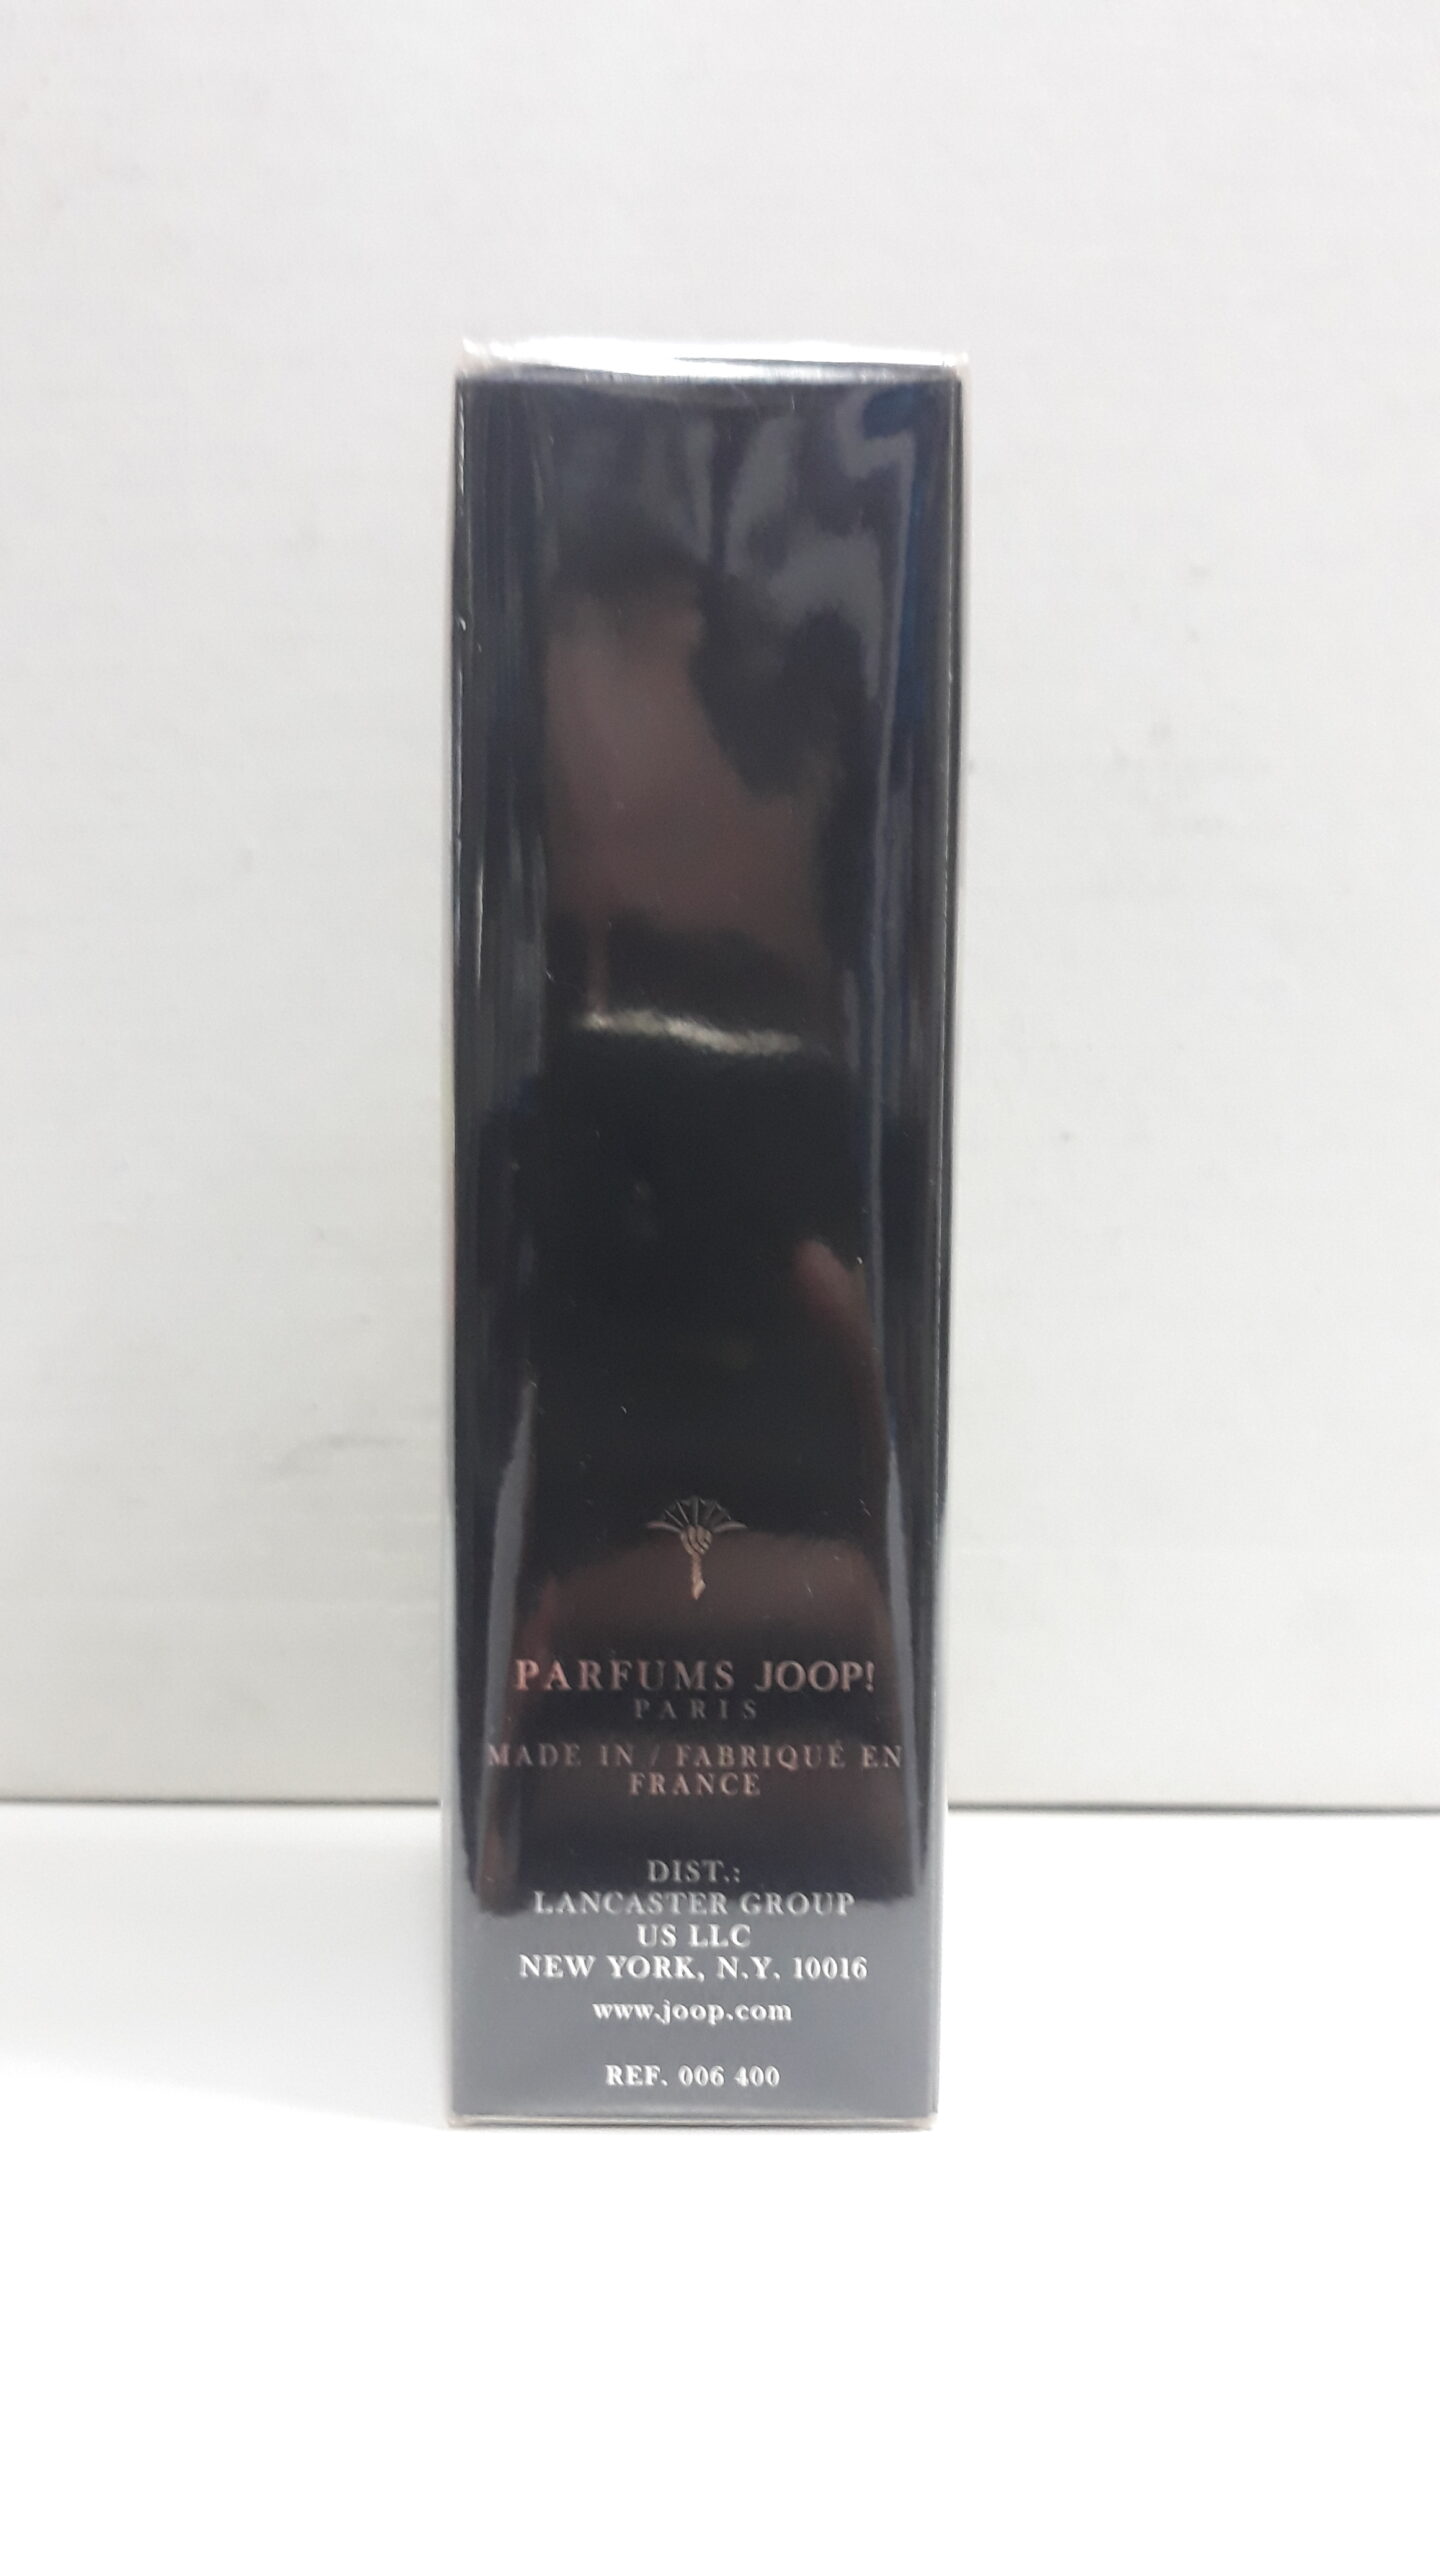 PARFUMS JOOP!
PARIS
MADE IN / FABRIQUÉ EN
FRANCE
DIST.:
LANCASTER GROUP
US LLC
NEW YORK, N.Y. 10016
www.joop.com
REF. 006 400